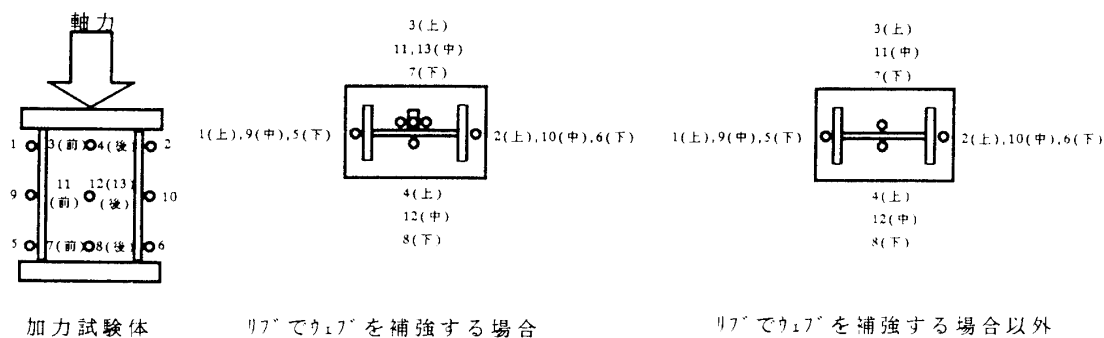 軸力
1 3(前) 4(後) 2
9 11(前) 12(13)(後) 10
5 7(前) 8(後) 6
加力試験体
3(上)
11,13(中)
7(下)
1(上),9(中),5(下)
2(上),10(中),6(下)
4(上)
12(中)
8(下)
ﾘﾌﾞでｳｪﾌﾞを補強する場合
3(上)
11(中)
7(下)
1(上),9(中),5(下)
2(上),10(中),6(下)
4(上)
12(中)
8(下)
ﾘﾌﾞでｳｪﾌﾞを補強する場合以外